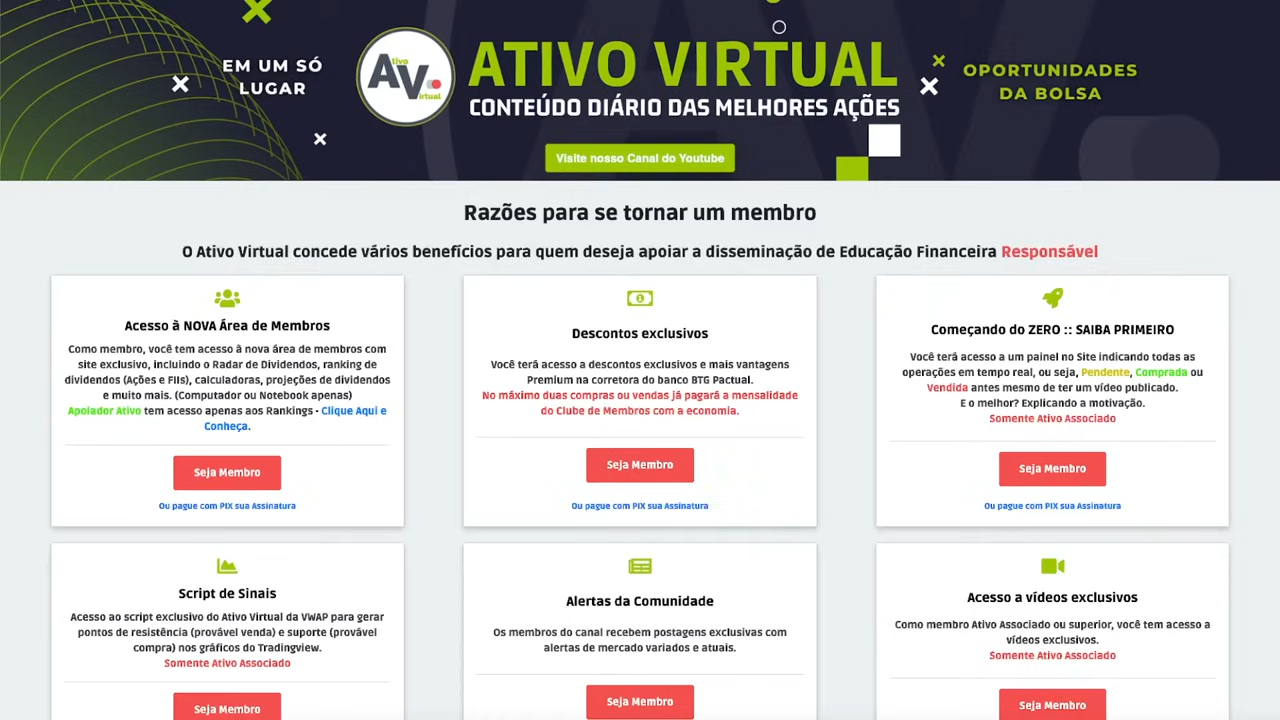 EM UM SÓ
LUGAR
Ativo
AV.
Virtual
ATIVO VIRTUAL
CONTEÚDO DIÁRIO DAS MELHORES AÇÕES
OPORTUNIDADES
DA BOLSA
Visite nosso Canal do Youtube
Razões para se tornar um membro
O Ativo Virtual concede vários benefícios para quem deseja apoiar a disseminação de Educação Financeira Responsável
Acesso à NOVA Área de Membros
Como membro, você tem acesso à nova área de membros com
site exclusivo, incluindo o Radar de Dividendos, ranking de
dividendos (Ações e FIIs), calculadoras, projeções de dividendos
e muito mais. (Computador ou Notebook apenas)
Apoiador Ativo tem acesso apenas aos Rankings - Clique Aqui e
Conheça.
Seja Membro
Ou pague com PIX sua Assinatura
Descontos exclusivos
Você terá acesso a descontos exclusivos e mais vantagens
Premium na corretora do banco BTG Pactual.
No máximo duas compras ou vendas já pagará a mensalidade
do Clube de Membros com a economia.
Seja Membro
Ou pague com PIX sua Assinatura
Começando do ZERO :: SAIBA PRIMEIRO
Você terá acesso a um painel no Site indicando todas as
operações em tempo real, ou seja, Pendente, Comprada ou
Vendida antes mesmo de ter um vídeo publicado.
E o melhor? Explicando a motivação.
Somente Ativo Associado
Seja Membro
Ou pague com PIX sua Assinatura
Script de Sinais
Acesso ao script exclusivo do Ativo Virtual da VWAP para gerar
pontos de resistência (provável venda) e suporte (provável
compra) nos gráficos do Tradingview.
Somente Ativo Associado
Seja Membro
Alertas da Comunidade
Os membros do canal recebem postagens exclusivas com
alertas de mercado variados e atuais.
Seja Membro
Acesso a vídeos exclusivos
Como membro Ativo Associado ou superior, você tem acesso a
vídeos exclusivos.
Somente Ativo Associado
Seja Membro